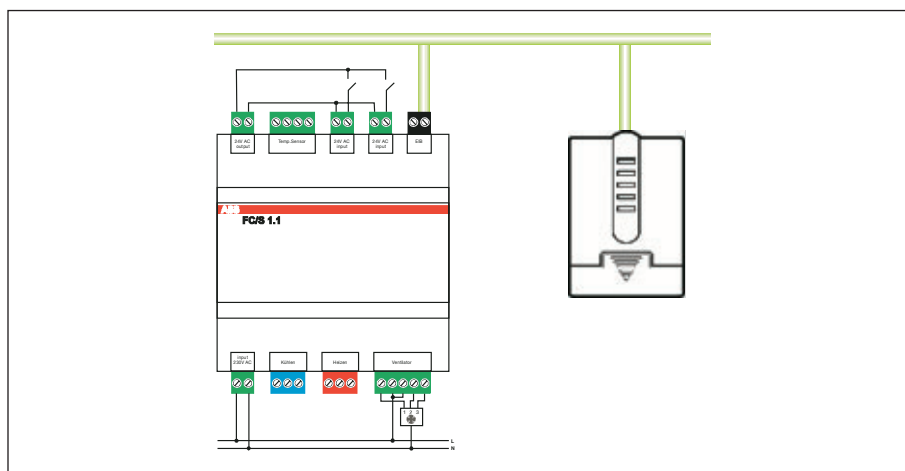 24V AC
output
Temp.Sensor
24V AC
input
24V AC
input
EIB
ABB
FC/S 1.1
input
230V AC
Kühlen
Heizen
Ventilator
1 2 3
L
N